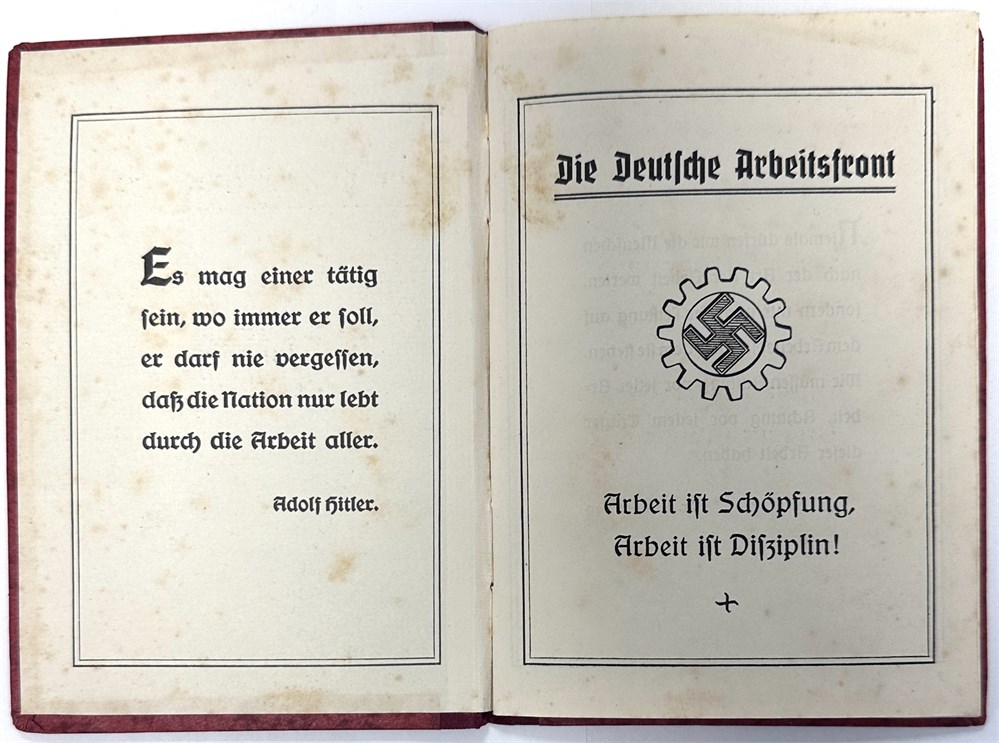 Es mag einer tätig
ſein, wo immer er ſoll,
er darf nie vergeſſen,
daß die Nation nur lebt
durch die Arbeit aller.
Adolf Hitler.
Die Deutſche Arbeitsfront
Arbeit iſt Schöpfung,
Arbeit iſt Diſziplin!